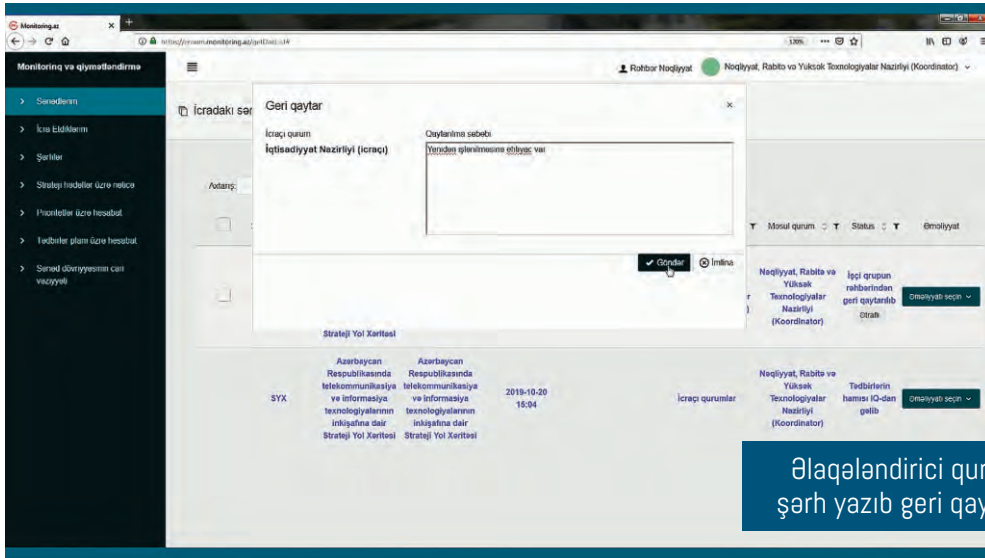 Monitoring.az
120%
Monitorinq və qiymətləndirmə
Rəhbər Nəqliyyat
Nəqliyyat, Rabitə və Yüksək Texnologiyalar Nazirliyi (Koordinator)
Sənədlərim
İcra Etdiklərim
Şərhlər
Strateji hədəflər üzrə nəticə
Prioritetlər üzrə hesabat
Tədbirlər planı üzrə hesabat
Sənəd dövriyyəsinin cari vəziyyəti
İcradakı sər
Axtarış:
Geri qaytar
İcraçı qurum
Qaytarılma səbəbi
İqtisadiyyat Nazirliyi (icraçı)
Yenidən işlənilməsinə ehtiyac var
Göndər
İmtina
Məsul qurum
Status
Əməliyyat
Strateji Yol Xəritəsi
Nəqliyyat, Rabitə və
Yüksək
Texnologiyalar
Nazirliyi
(Koordinator)
İşçi qrupun
rəhbərindən
geri qaytarılıb
Ətraflı
Əməliyyatı seçin
SYX
Azərbaycan
Respublikasında
telekommunikasiya
və informasiya
texnologiyalarının
inkişafına dair
Strateji Yol Xəritəsi
Azərbaycan
Respublikasında
telekommunikasiya
və informasiya
texnologiyalarının
inkişafına dair
Strateji Yol Xəritəsi
2019-10-20
15:04
İcraçı qurumlar
Nəqliyyat, Rabitə və
Yüksək
Texnologiyalar
Nazirliyi
(Koordinator)
Tədbirlərin
hamısı IQ-dan
gəlib
Əməliyyatı seçin
Əlaqələndirici qur
şərh yazıb geri qay